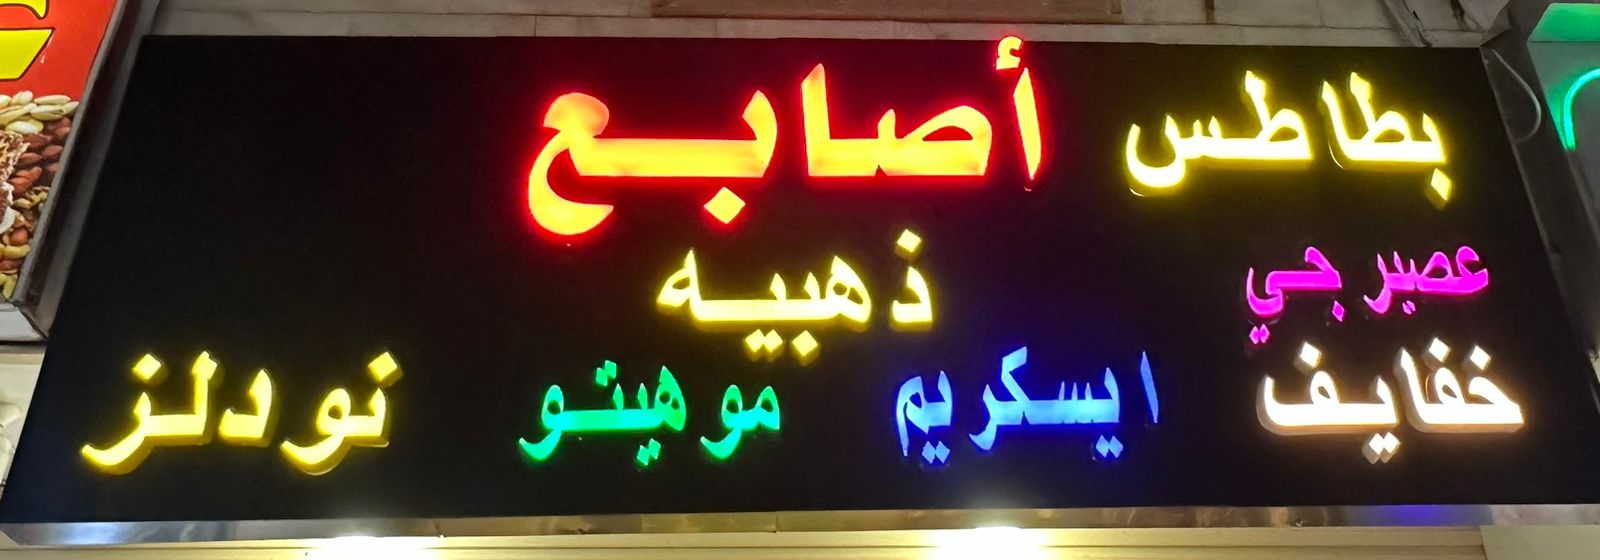 بطاطس أصابع
ذهبيه
عصير جي
خفايف ايسكريم موهيتو نودلز